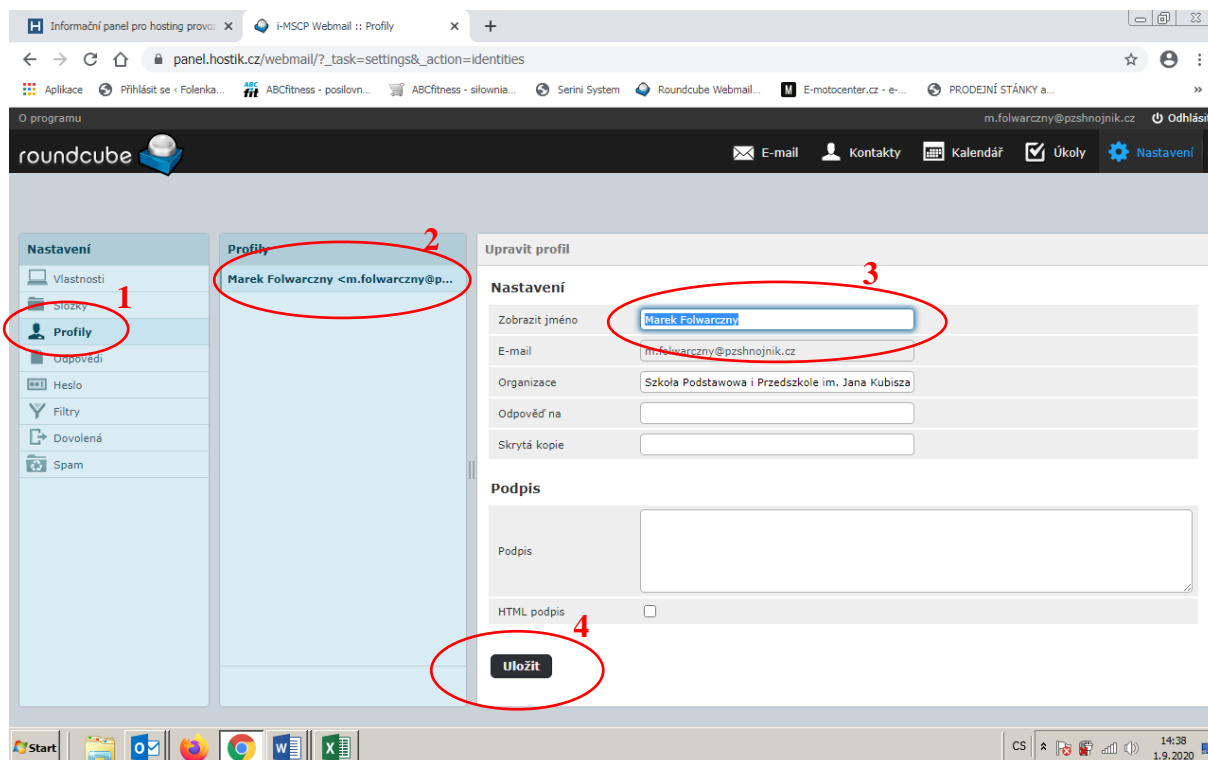 Informační panel pro hosting provoz
i-MSCP Webmail :: Profily
panel.hostik.cz/webmail/?_task=settings&_action=identities
Aplikace
Přihlásit se ‹ Folenka...
ABC fit
ABCfitness - posilovn...
ABCfitness - siłownia...
Serini System
Roundcube Webmail...
M
E-motocenter.cz - e-...
PRODEJNÍ STÁNKY a...
»
O programu
m.folwarczny@pzshnojnik.cz
Odhlásit
roundcube
E-mail
Kontakty
Kalendář
Úkoly
Nastavení
Nastavení
Profily
2
Upravit profil
Vlastnosti
Marek Folwarczny <m.folwarczny@p...
Nastavení
3
Složky
1
Zobrazit jméno
Marek Folwarczny
Profily
Odpovědi
E-mail
m.folwarczny@pzshnojnik.cz
Heslo
Organizace
Szkoła Podstawowa i Przedszkole im. Jana Kubisza
Filtry
Odpověď na
Dovolená
Skrytá kopie
Spam
Podpis
Podpis
HTML podpis
4
Uložit
Start
CS
14:38
1.9.2020